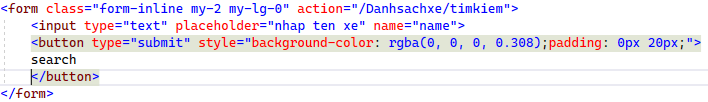 <form class="form-inline my-2 my-lg-0" action="/Danhsachxe/timkiem">
<input type="text" placeholder="nhap ten xe" name="name">
<button type="submit" style="background-color: rgba(0, 0, 0, 0.308);padding: 0px 20px;">
search
</button>
</form>